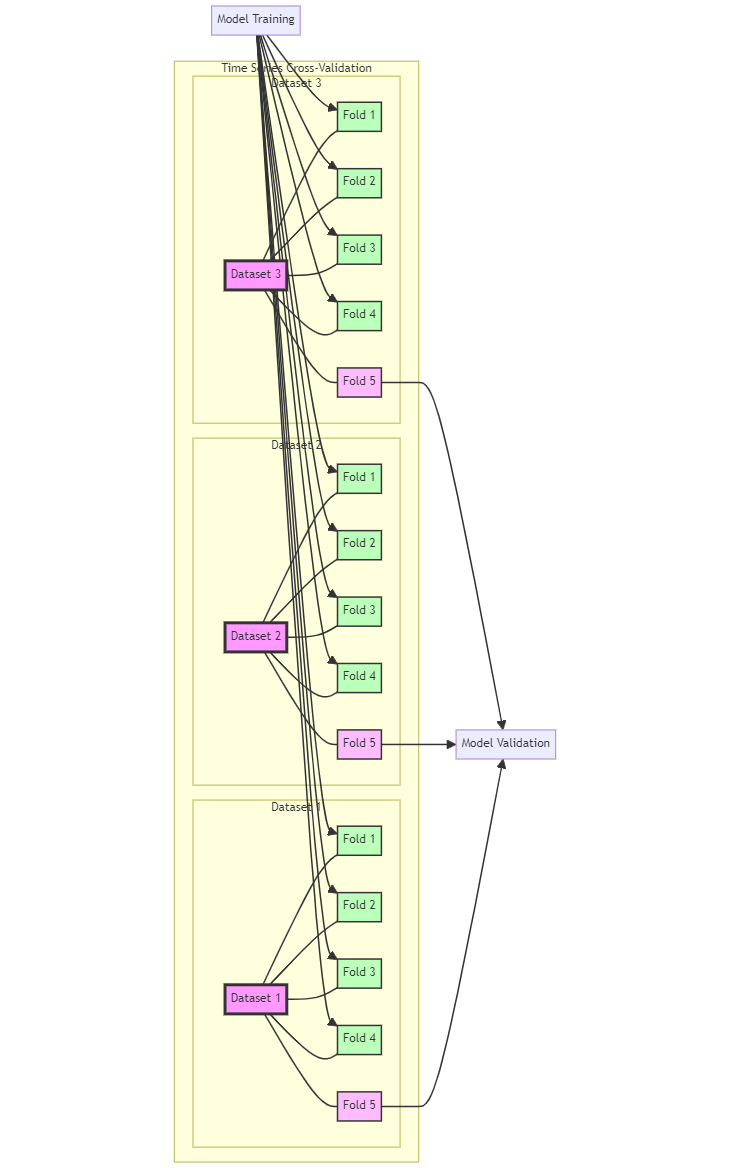 Model Training
Time Series Cross-Validation
Dataset 3
Fold 1
Fold 2
Fold 3
Dataset 3
Fold 4
Fold 5
Dataset 2
Fold 1
Fold 2
Fold 3
Dataset 2
Fold 4
Fold 5
Model Validation
Dataset 1
Fold 1
Fold 2
Fold 3
Dataset 1
Fold 4
Fold 5